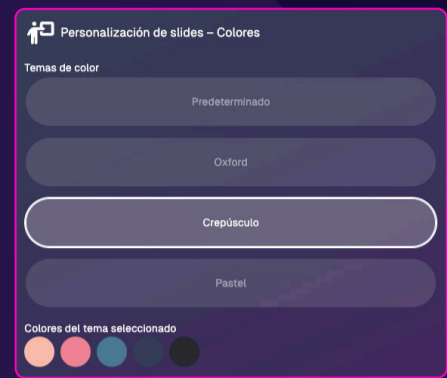 Personalización de slides – Colores
Temas de color
Predeterminado
Oxford
Crepúsculo
Pastel
Colores del tema seleccionado